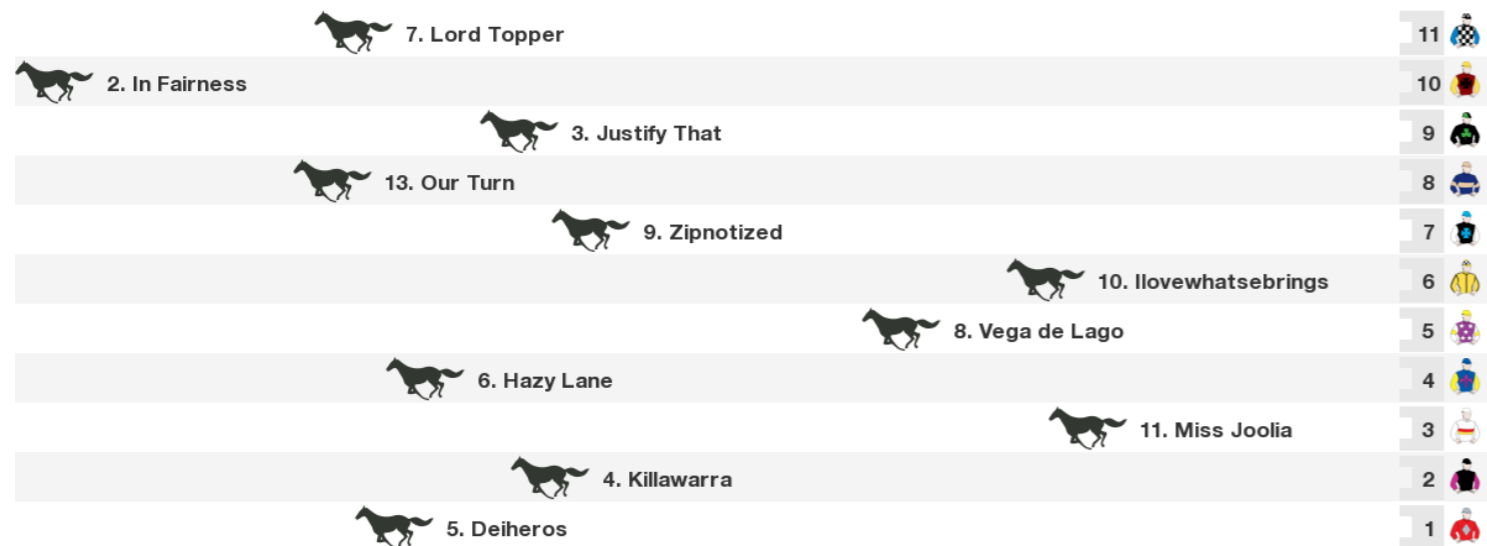 7. Lord Topper 11
2. In Fairness 10
3. Justify That 9
13. Our Turn 8
9. Zipnotized 7
10. Ilovewhatsebrings 6
8. Vega de Lago 5
6. Hazy Lane 4
11. Miss Joolia 3
4. Killawarra 2
5. Deiheros 1